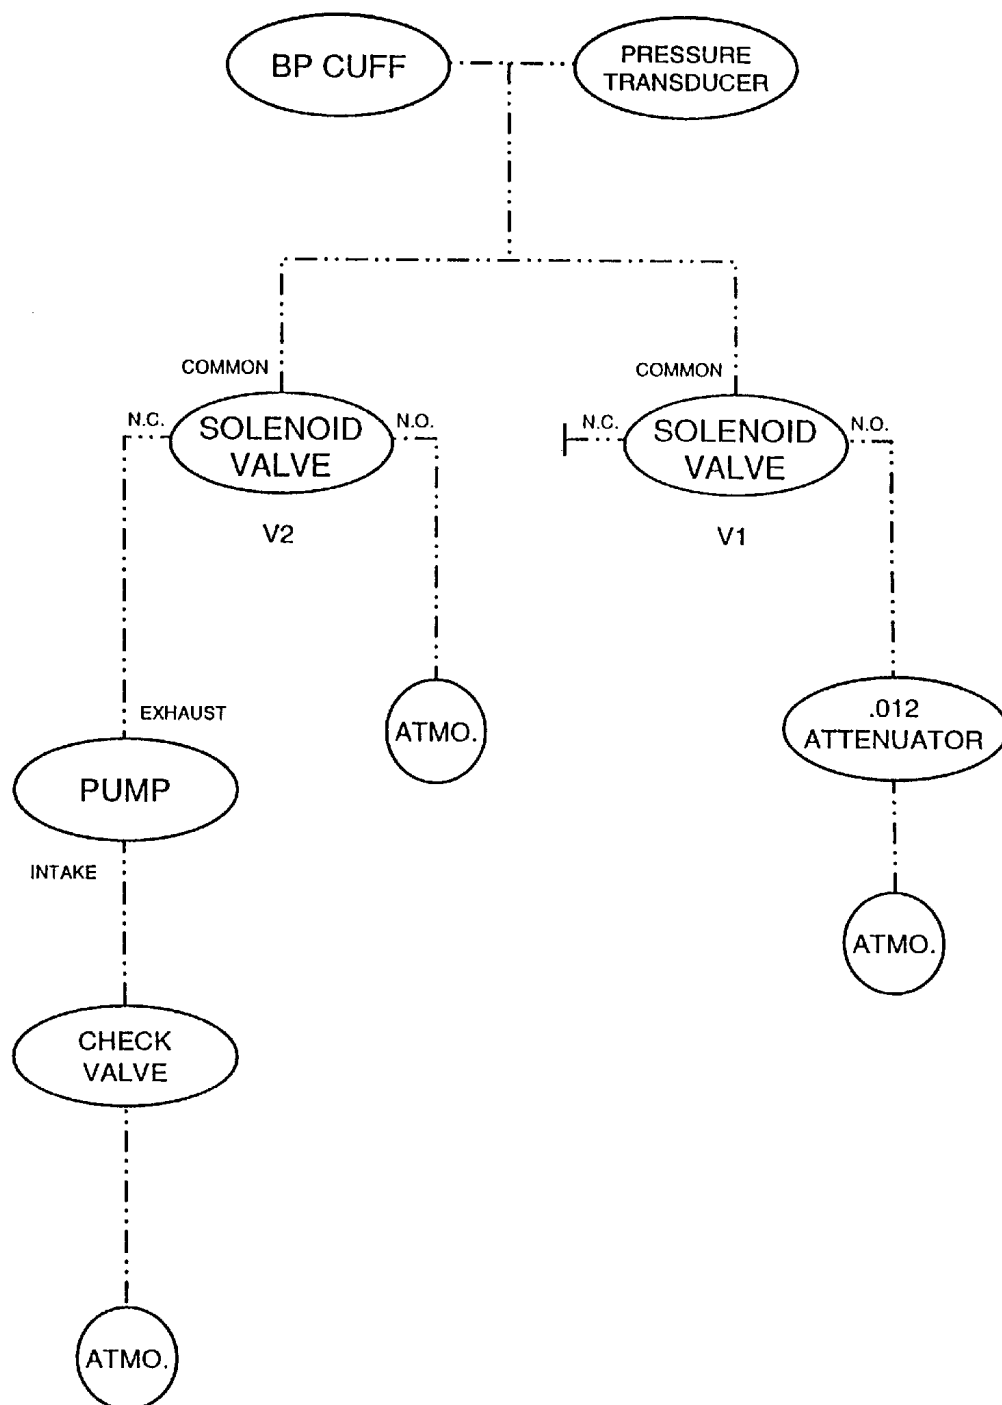 BP CUFF
PRESSURE
TRANSDUCER
COMMON
COMMON
N.C.
SOLENOID
VALVE
N.O.
N.C.
SOLENOID
VALVE
N.O.
V2
V1
EXHAUST
ATMO.
.012
ATTENUATOR
PUMP
INTAKE
ATMO.
CHECK
VALVE
ATMO.